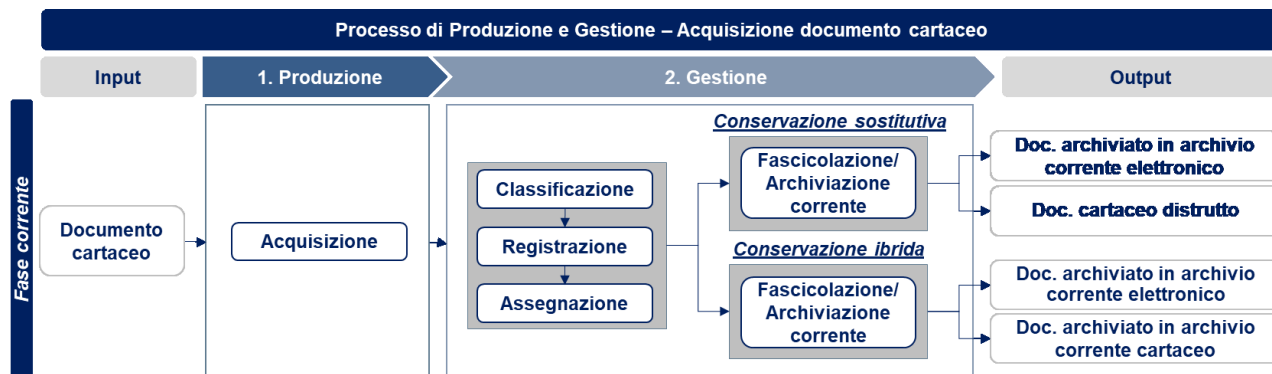 Processo di Produzione e Gestione – Acquisizione documento cartaceo
Input
1. Produzione
2. Gestione
Output
Fase corrente
Documento
cartaceo
Acquisizione
Classificazione
Registrazione
Assegnazione
Conservazione sostitutiva
Fascicolazione/
Archiviazione
corrente
Conservazione ibrida
Fascicolazione/
Archiviazione
corrente
Doc. archiviato in archivio
corrente elettronico
Doc. cartaceo distrutto
Doc. archiviato in archivio
corrente elettronico
Doc. archiviato in archivio
corrente cartaceo